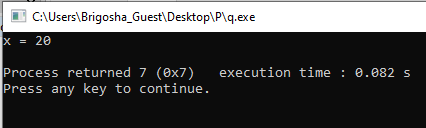 C:\Users\Brigosha_Guest\Desktop\P\q.exe
x = 20
Process returned 7 (0x7)   execution time : 0.082 s
Press any key to continue.